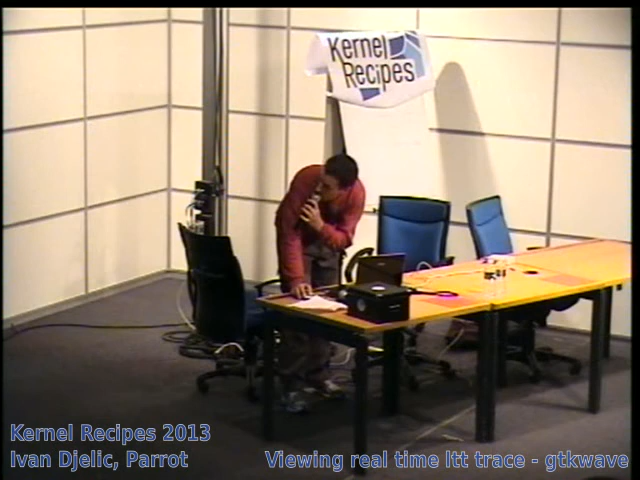 Kernel
Recipes
Kernel Recipes 2013
Ivan Djelic, Parrot
Viewing real time ltt trace - gtkwave